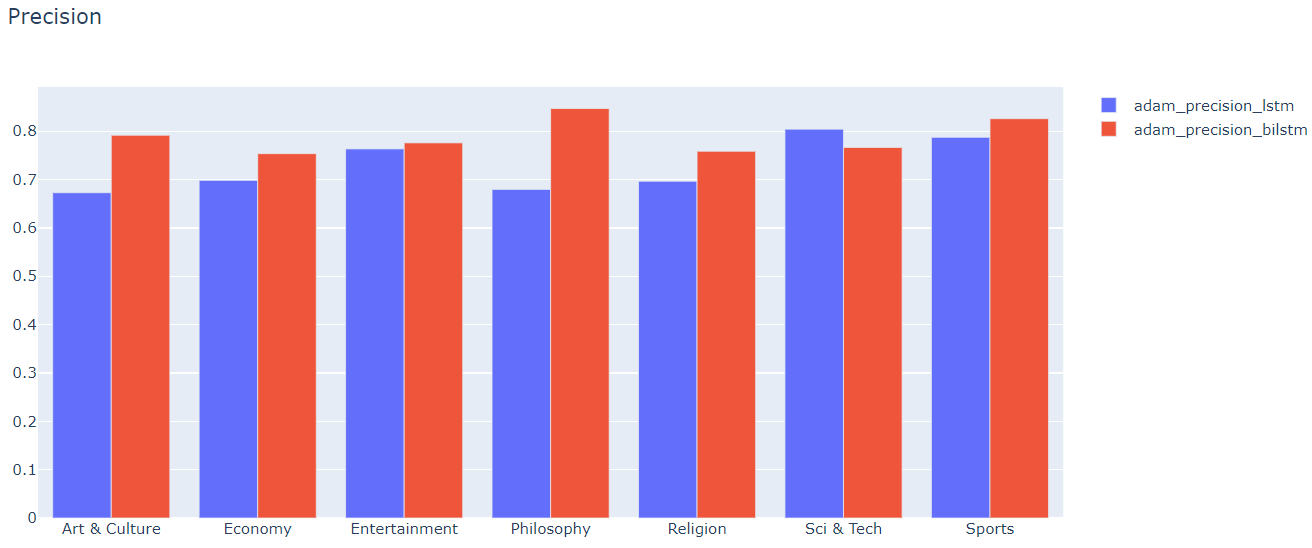 Precision
adam_precision_lstm
adam_precision_bilstm
0.8
0.7
0.6
0.5
0.4
0.3
0.2
0.1
0
Art & Culture
Economy
Entertainment
Philosophy
Religion
Sci & Tech
Sports